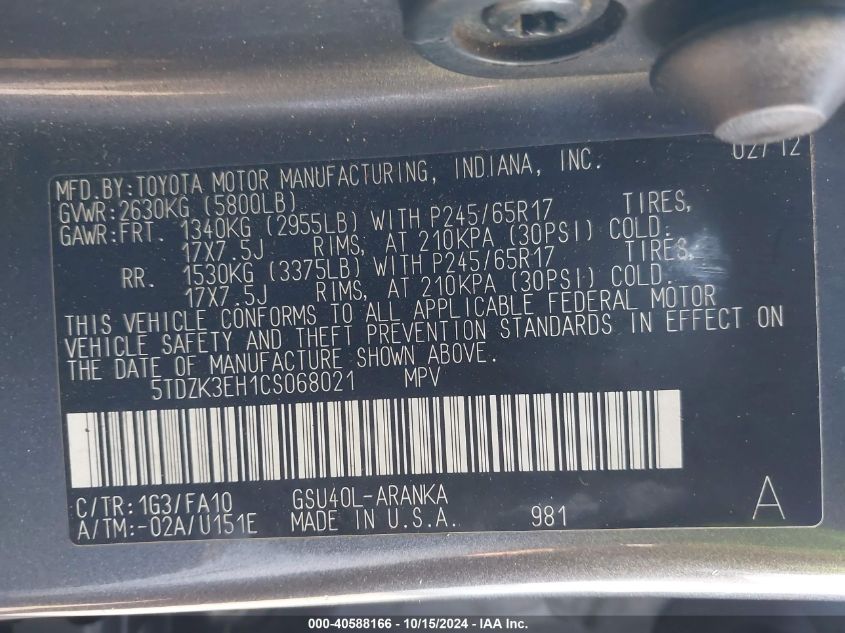 02/12
MFD.BY:TOYOTA MOTOR MANUFACTURING, INDIANA, INC.
GVWR:2630KG (5800LB)
GAWR:FRT. 1340KG (2955LB) WITH P245/65R17 TIRES,
17X7.5J RIMS, AT 210KPA (30PSI) COLD.
RR. 1530KG (3375LB) WITH P245/65R17 TIRES,
17X7.5J RIMS, AT 210KPA (30PSI) COLD.
THIS VEHICLE CONFORMS TO ALL APPLICABLE FEDERAL MOTOR
VEHICLE SAFETY AND THEFT PREVENTION STANDARDS IN EFFECT ON
THE DATE OF MANUFACTURE SHOWN ABOVE.
5TDZK3EH1CS068021 MPV
C/TR:1G3/FA10 GSU40L-ARANKA
A/TM:-02A/U151E MADE IN U.S.A. 981 A
000-40588166 - 10/15/2024 - IAA Inc.